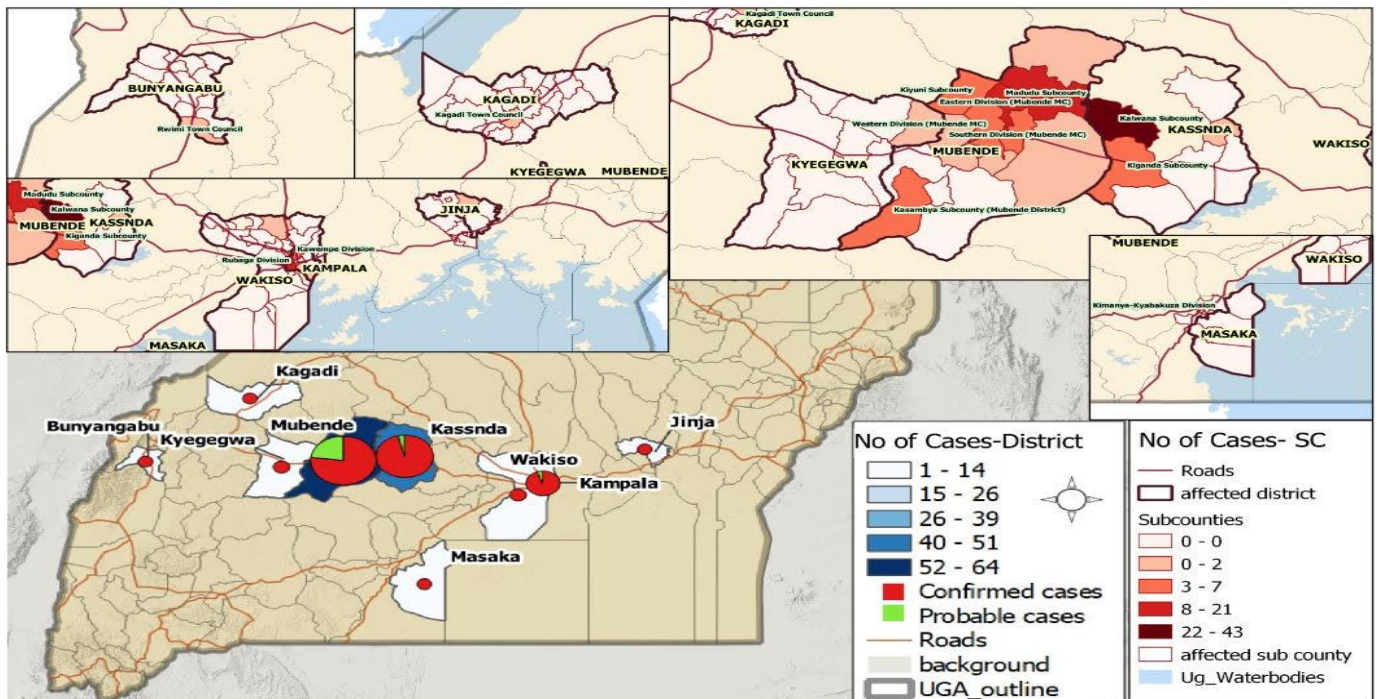 BUNYANGABU
Rwimi Town Council
KAGADI
Kagadi Town Council
KYEGEGWA
MUBENDE
Kagadi Town Council
KAGADI
Kiyuni Subcounty
Madudu Subcounty
Eastern Division (Mubende MC)
Western Division (Mubende MC)
Southern Division (Mubende MC)
Kalwana Subcounty
KASSNDA
WAKISO
KYEGEGWA
MUBENDE
Kiganda Subcounty
Kasambya Subcounty (Mubende District)
Madudu Subcounty
Kalwana Subcounty
MUBENDE
KASSNDA
Kiganda Subcounty
JINJA
Kawempe Division
Rubaga Division
KAMPALA
WAKISO
MASAKA
MUBENDE
WAKISO
Kimanya-Kyabakuza Division
MASAKA
Kagadi
Bunyangabu
Kyegegwa
Mubende
Kassnda
Wakiso
Kampala
Jinja
Masaka
No of Cases-District
1 - 14
15 - 26
26 - 39
40 - 51
52 - 64
Confirmed cases
Probable cases
Roads
background
UGA_outline
No of Cases- SC
Roads
affected district
Subcounties
0 - 0
0 - 2
3 - 7
8 - 21
22 - 43
affected sub county
Ug_Waterbodies